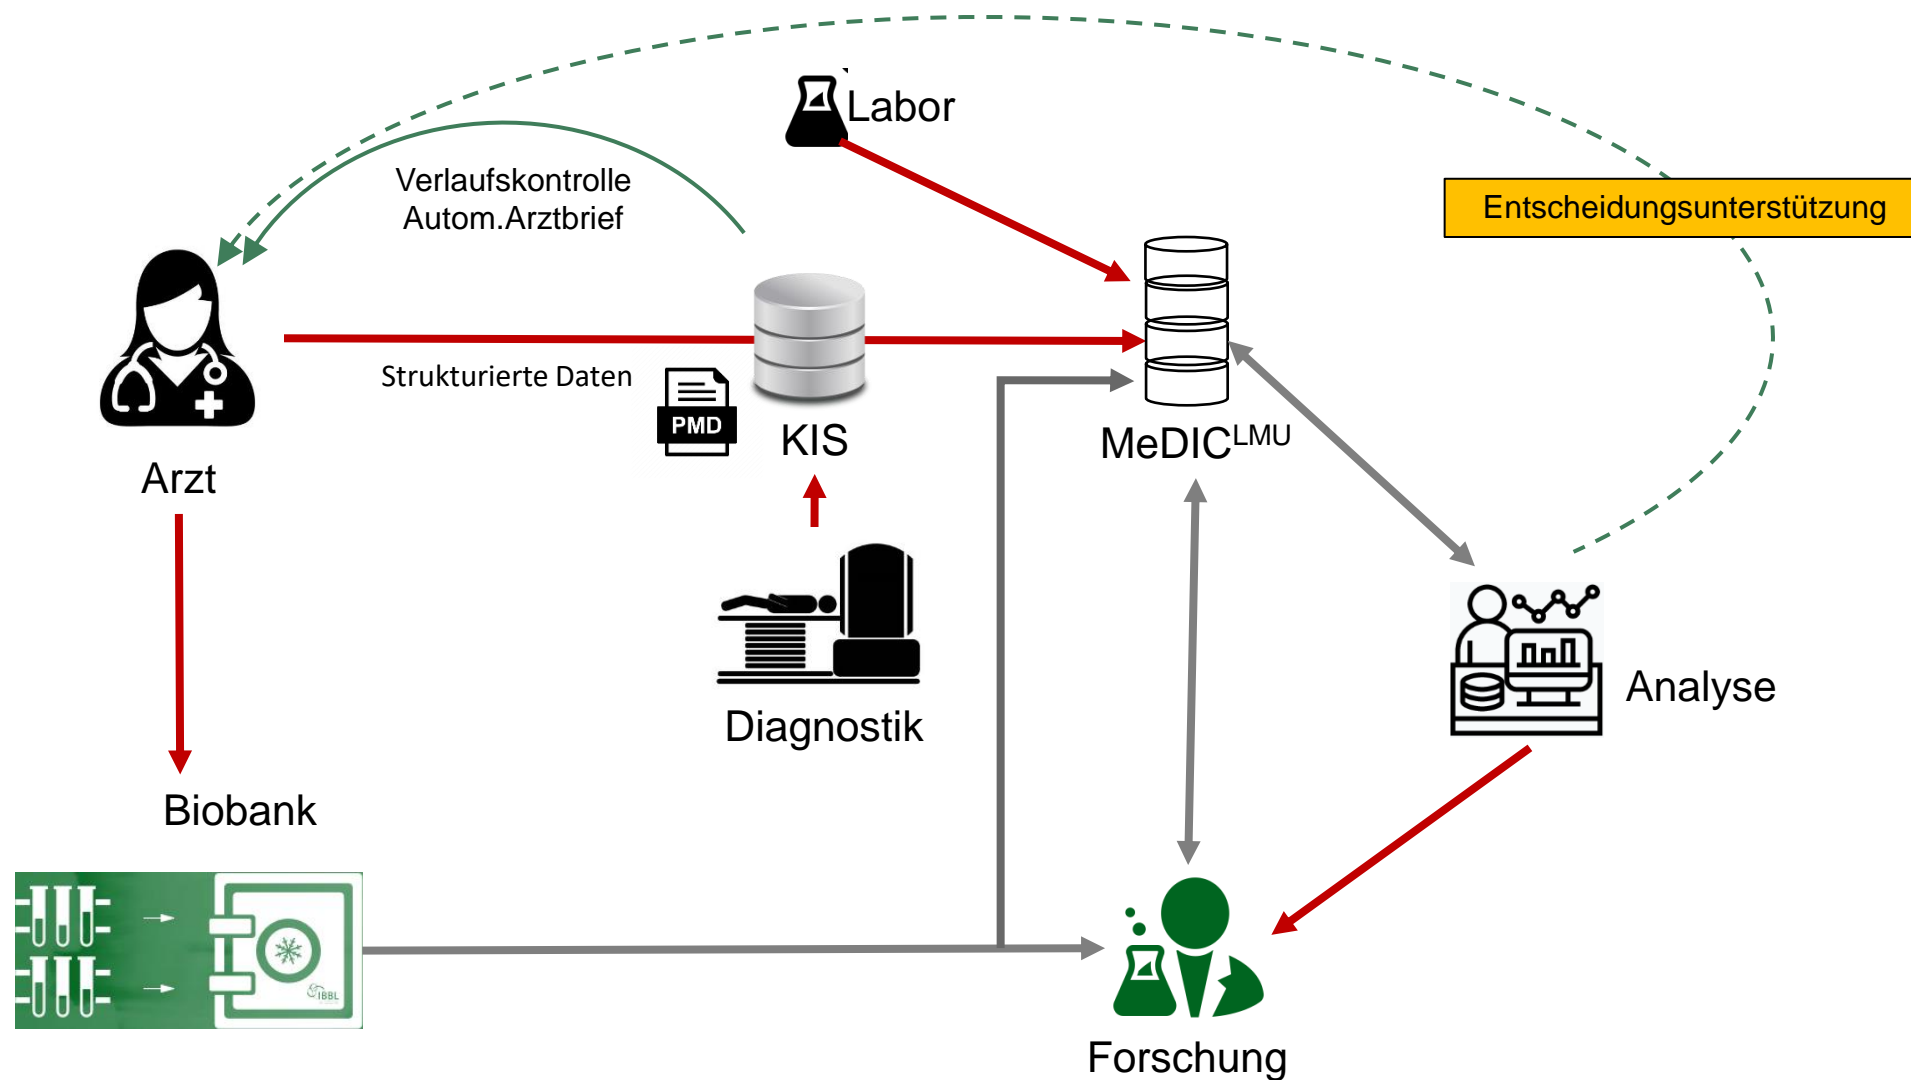 Labor
Verlaufskontrolle
Autom.Arztbrief
Entscheidungsunterstützung
Strukturierte Daten
PMD
KIS
MeDICLMU
Arzt
Analyse
Diagnostik
Biobank
IBBL
Forschung